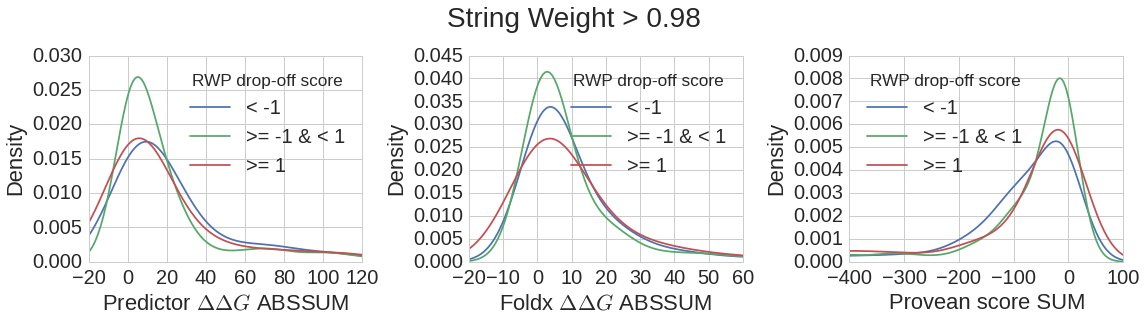 String Weight > 0.98
0.030
0.025
0.020
0.015
0.010
0.005
0.000
Density
RWP drop-off score
< -1
>= -1 & < 1
>= 1
−20 0 20 40 60 80 100 120
Predictor ΔΔG ABSSUM
0.045
0.040
0.035
0.030
0.025
0.020
0.015
0.010
0.005
0.000
Density
RWP drop-off score
< -1
>= -1 & < 1
>= 1
−20 −10 0 10 20 30 40 50 60
Foldx ΔΔG ABSSUM
0.009
0.008
0.007
0.006
0.005
0.004
0.003
0.002
0.001
0.000
Density
RWP drop-off score
< -1
>= -1 & < 1
>= 1
−400 −300 −200 −100 0 100
Provean score SUM